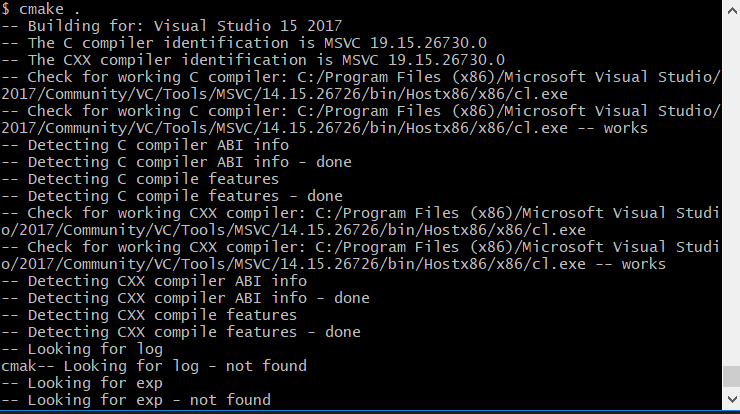 $ cmake .
-- Building for: Visual Studio 15 2017
-- The C compiler identification is MSVC 19.15.26730.0
-- The CXX compiler identification is MSVC 19.15.26730.0
-- Check for working C compiler: C:/Program Files (x86)/Microsoft Visual Studio/
2017/Community/VC/Tools/MSVC/14.15.26726/bin/Hostx86/x86/cl.exe
-- Check for working C compiler: C:/Program Files (x86)/Microsoft Visual Studio/
2017/Community/VC/Tools/MSVC/14.15.26726/bin/Hostx86/x86/cl.exe -- works
-- Detecting C compiler ABI info
-- Detecting C compiler ABI info - done
-- Detecting C compile features
-- Detecting C compile features - done
-- Check for working CXX compiler: C:/Program Files (x86)/Microsoft Visual Studi
o/2017/Community/VC/Tools/MSVC/14.15.26726/bin/Hostx86/x86/cl.exe
-- Check for working CXX compiler: C:/Program Files (x86)/Microsoft Visual Studi
o/2017/Community/VC/Tools/MSVC/14.15.26726/bin/Hostx86/x86/cl.exe -- works
-- Detecting CXX compiler ABI info
-- Detecting CXX compiler ABI info - done
-- Detecting CXX compile features
-- Detecting CXX compile features - done
-- Looking for log
cmak-- Looking for log - not found
-- Looking for exp
-- Looking for exp - not found